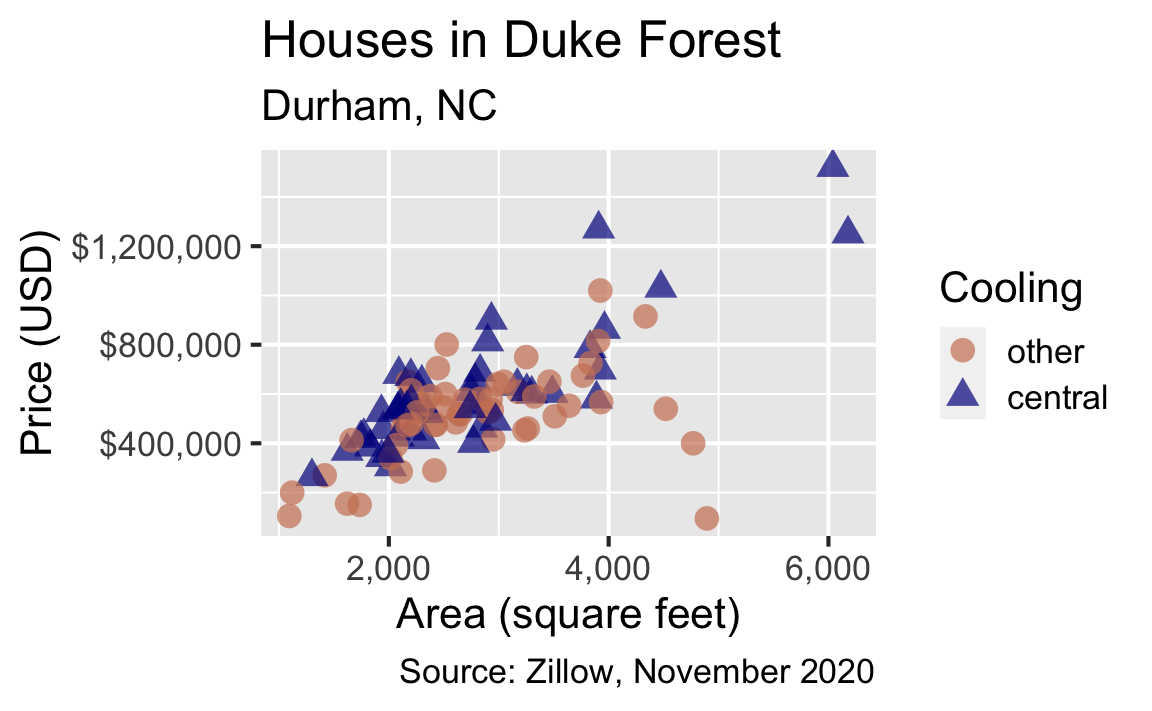 Houses in Duke Forest
Durham, NC
Price (USD)
$1,200,000
$800,000
$400,000
2,000 4,000 6,000
Area (square feet)
Cooling
other
central
Source: Zillow, November 2020